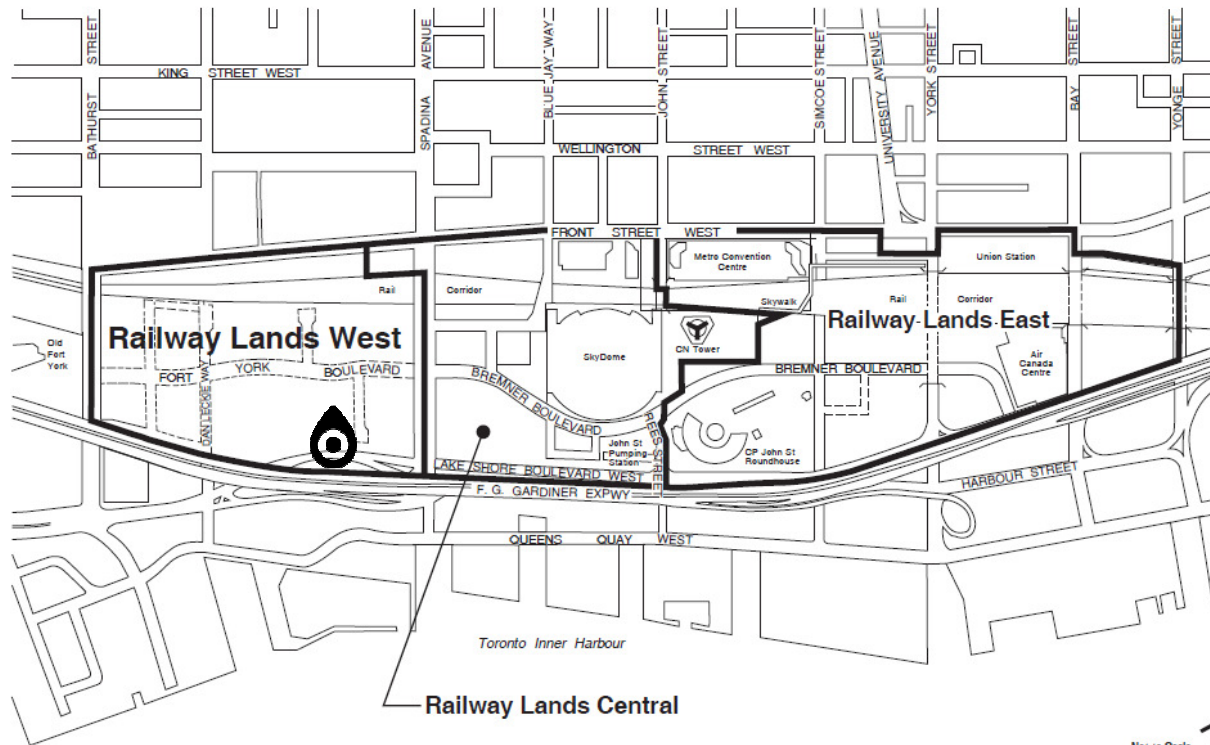 BATHURST STREET
SPADINA AVENUE
BLUE JAY WAY
JOHN STREET
SIMCOE STREET
UNIVERSITY AVENUE
YORK STREET
BAY STREET
YONGE STREET
KING STREET WEST
WELLINGTON STREET WEST
FRONT STREET WEST
Metro Convention
Centre
Union Station
Rail Corridor
Skywalk
Rail Corridor
Railway Lands West
Railway Lands East
Old
Fort
York
SkyDome
CN Tower
Air
Canada
Centre
FORT YORK BOULEVARD
BREMNER BOULEVARD
BREMNER BOULEVARD
DAN LECKIE WAY
REES STREET
John St
Pumping
Station
CP John St
Roundhouse
LAKE SHORE BOULEVARD WEST
F. G. GARDINER EXPWY
HARBOUR STREET
QUEENS QUAY WEST
Toronto Inner Harbour
Railway Lands Central